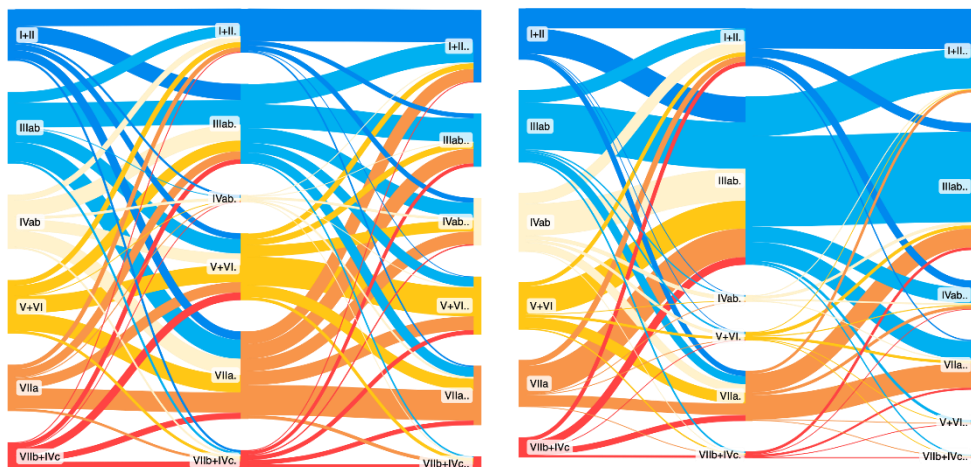 I+II
IIIab
IVab
V+VI
VIIa
VIIb+IVc
I+II.
IIIab.
IVab.
V+VI.
VIIa.
VIIb+IVc.
I+II..
IIIab..
IVab..
V+VI..
VIIa..
VIIb+IVc..
I+II
IIIab
IVab
V+VI
VIIa
VIIb+IVc
I+II.
IIIab.
IVab.
V+VI.
VIIa.
VIIb+IVc.
I+II..
IIIab..
IVab..
VIIa..
V+VI..
VIIb+IVc..